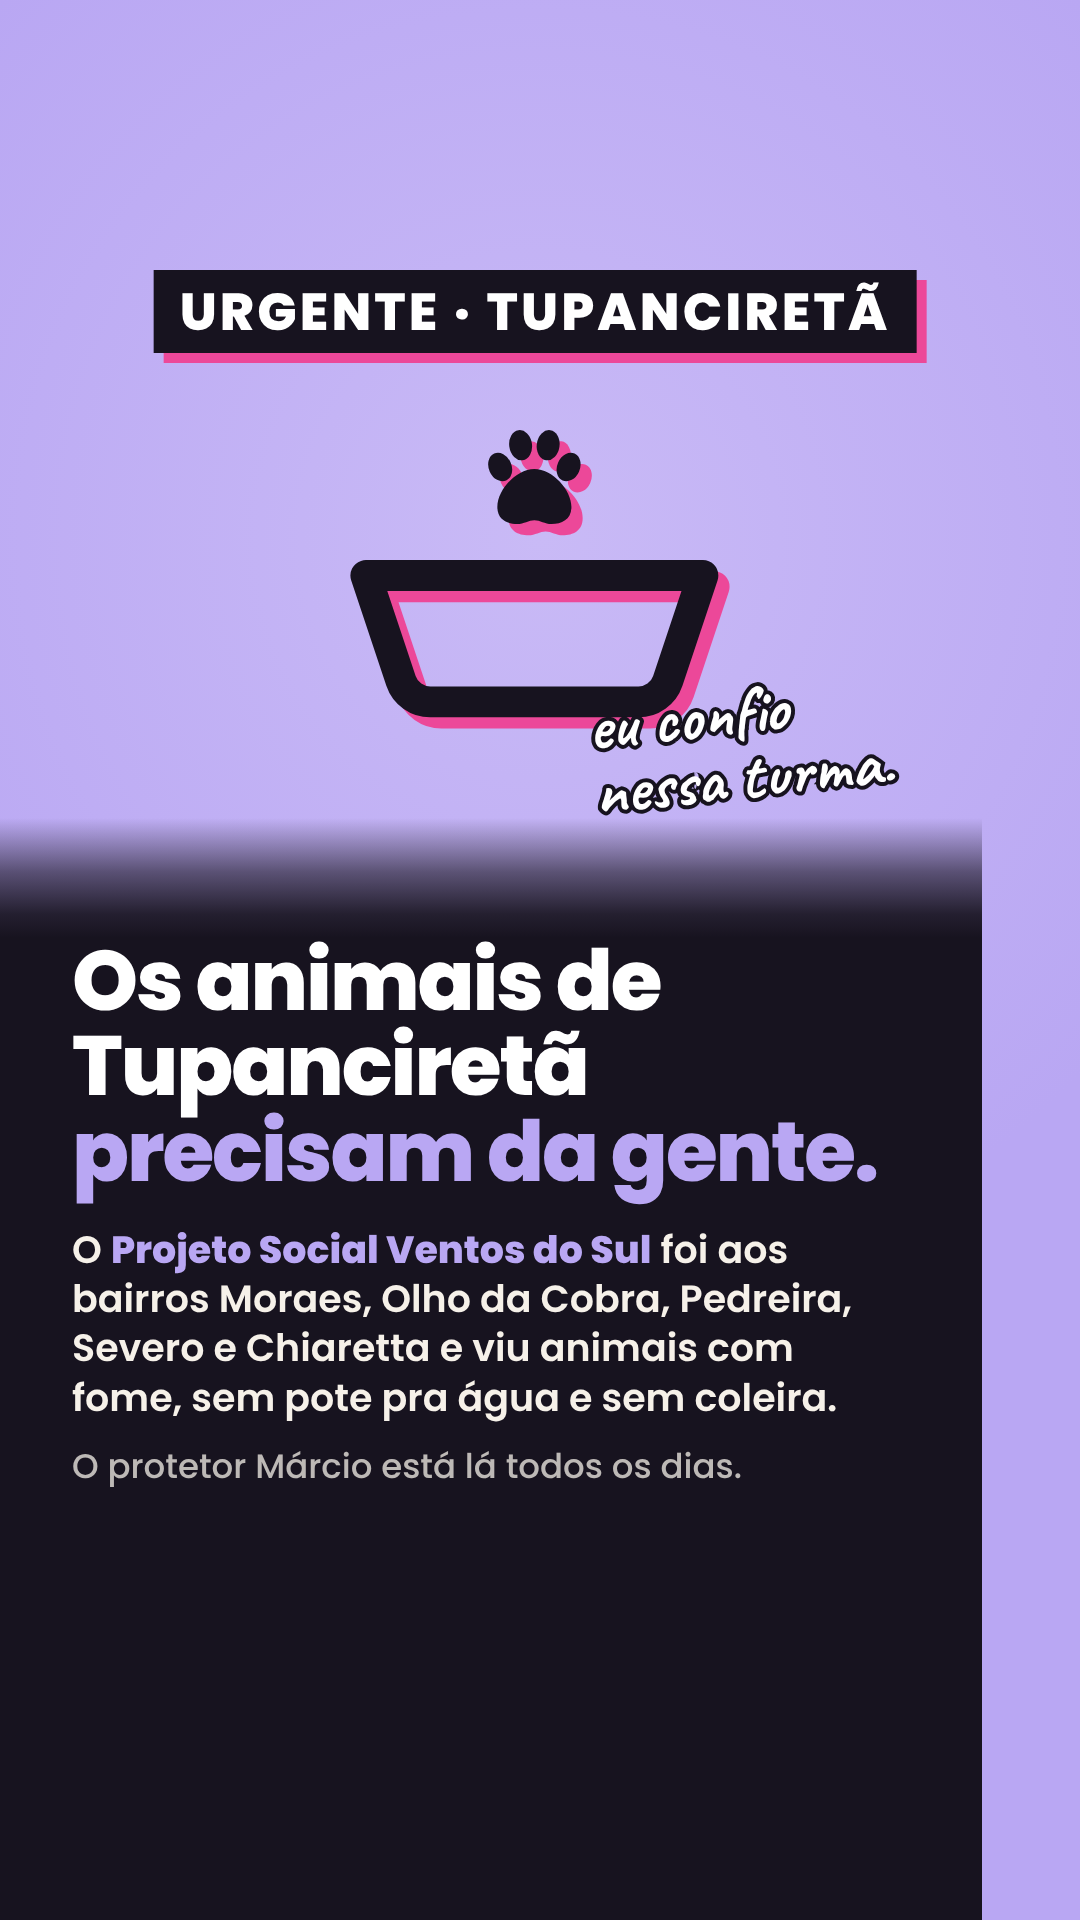 URGENTE · TUPANCIRETÃ
eu confio
nessa turma.
Os animais de
Tupanciretã
precisam da gente.
O Projeto Social Ventos do Sul foi aos
bairros Moraes, Olho da Cobra, Pedreira,
Severo e Chiaretta e viu animais com
fome, sem pote pra água e sem coleira.
O protetor Márcio está lá todos os dias.